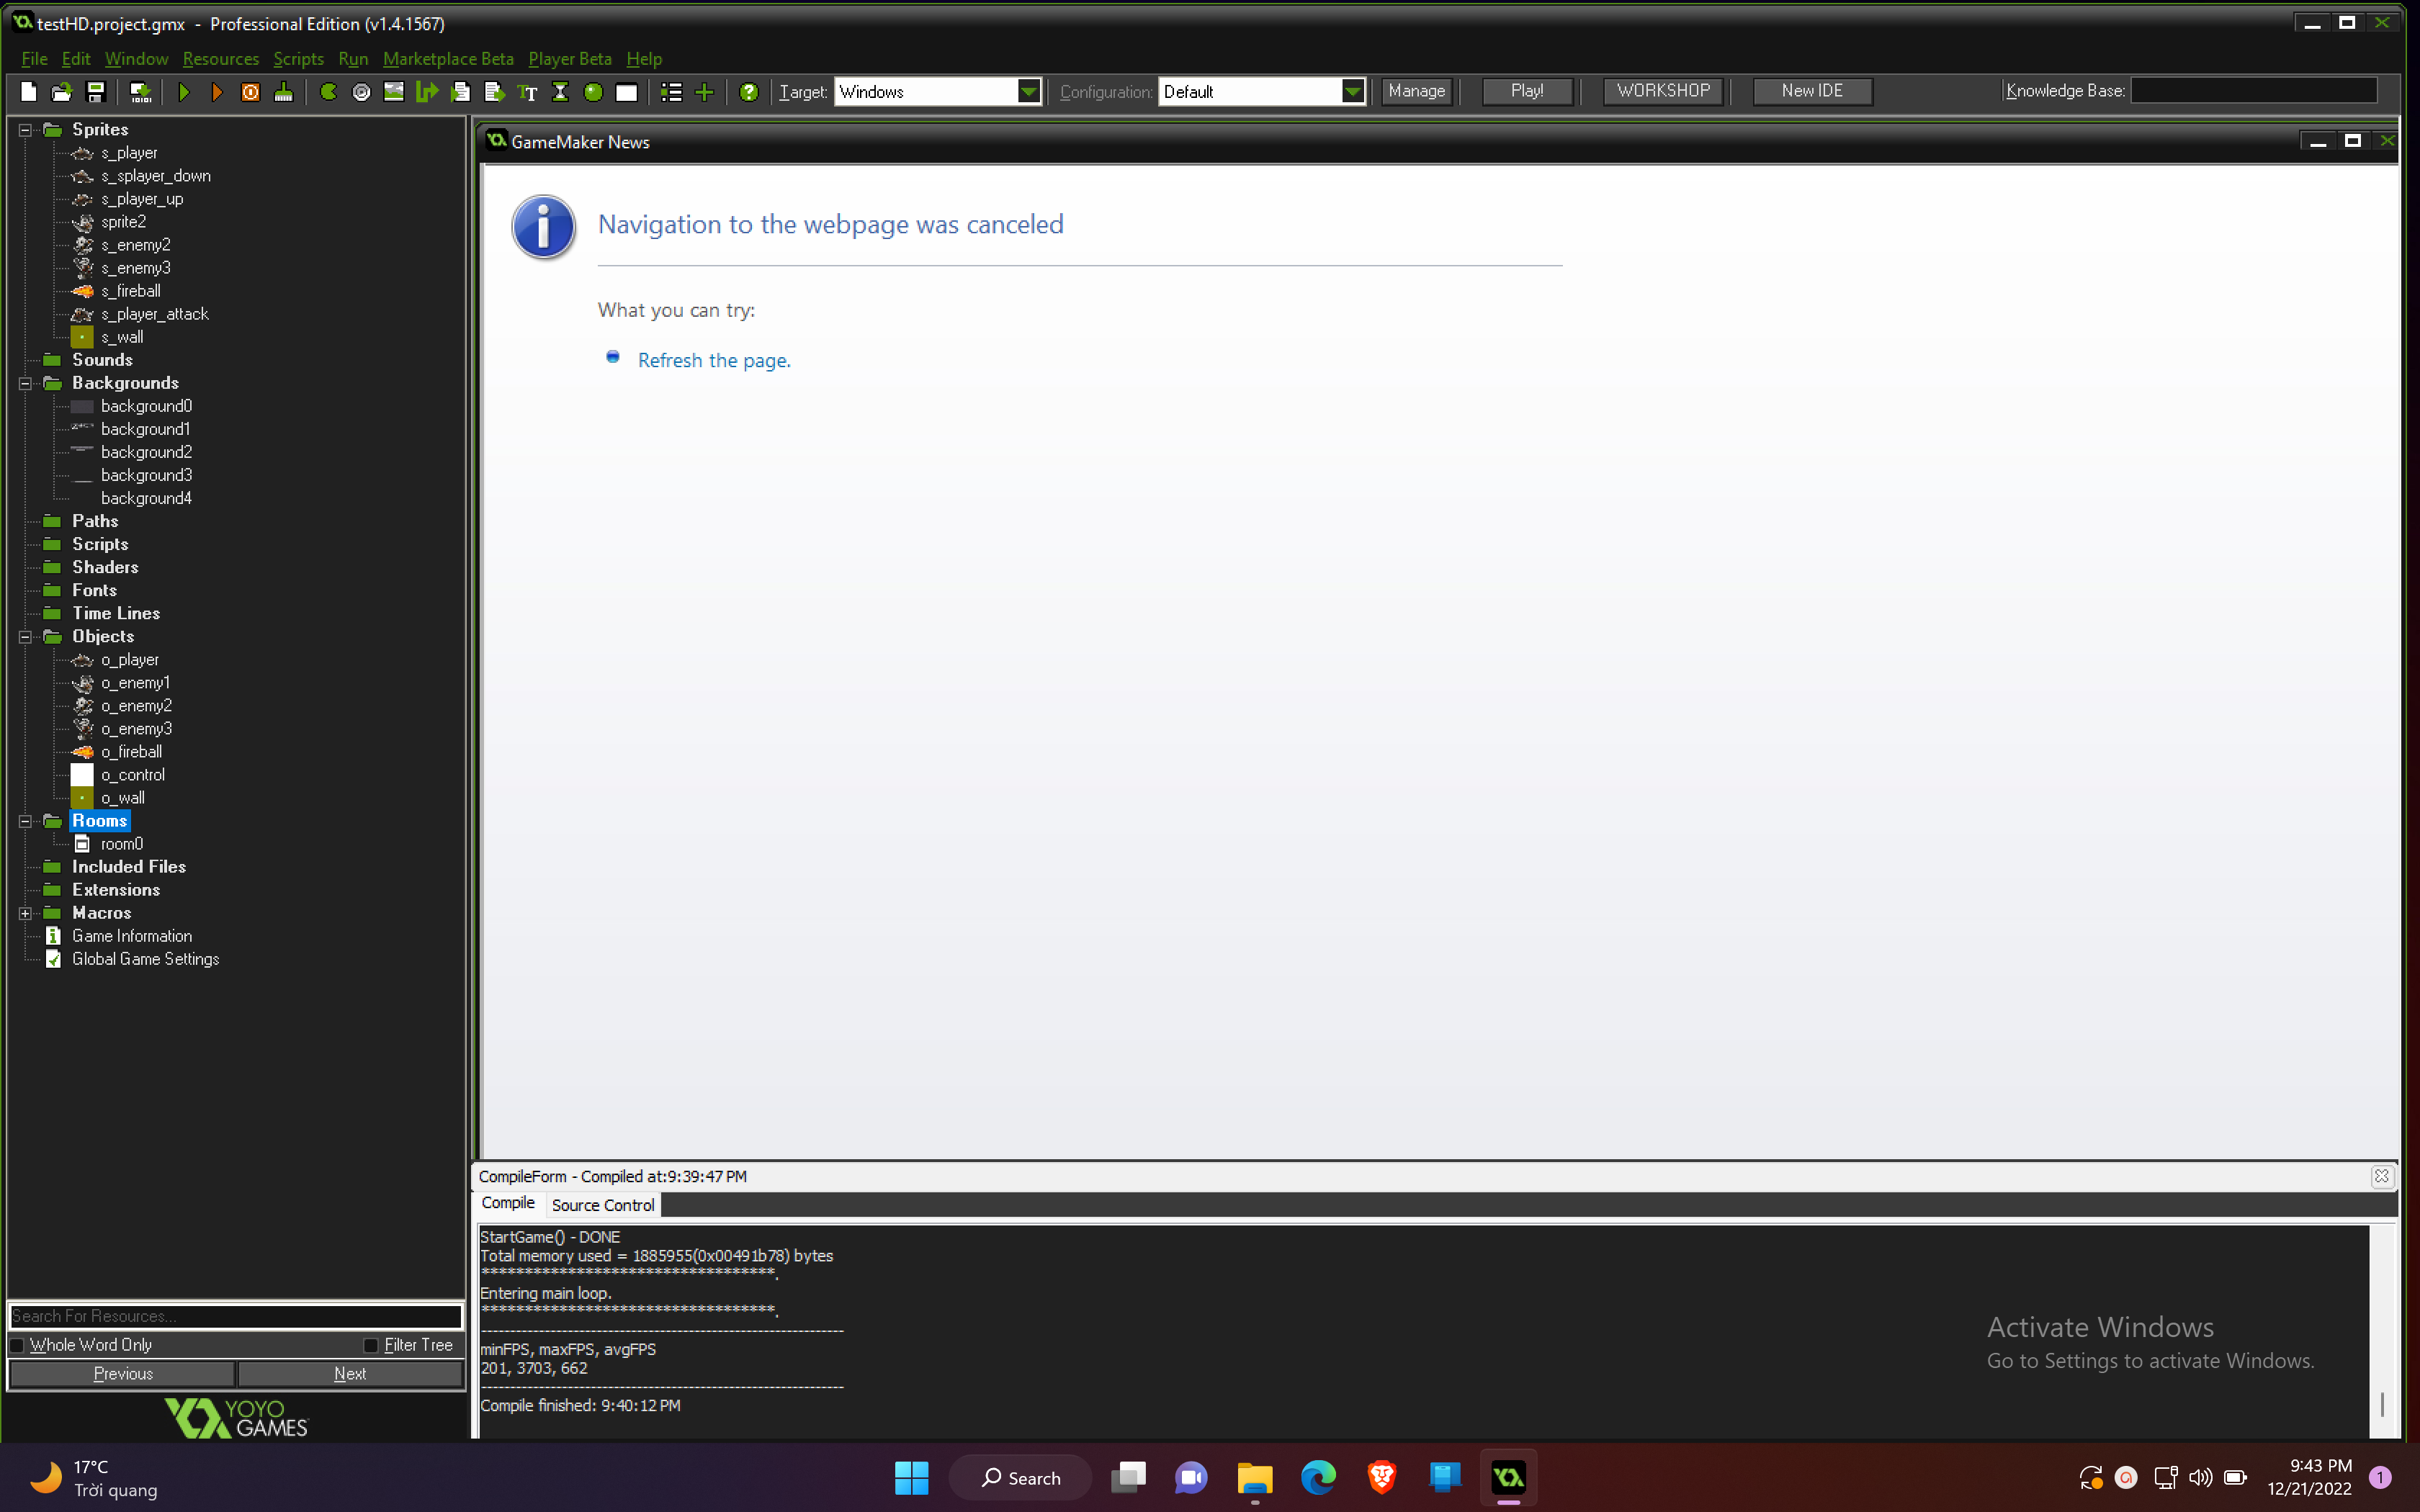 testHD.project.gmx - Professional Edition (v1.4.1567)
File Edit Window Resources Scripts Run Marketplace Beta Player Beta Help
Target: Windows Configuration: Default Manage Play! WORKSHOP New IDE Knowledge Base:
Sprites
s_player
s_splayer_down
s_player_up
sprite2
s_enemy2
s_enemy3
s_fireball
s_player_attack
s_wall
Sounds
Backgrounds
background0
background1
background2
background3
background4
Paths
Scripts
Shaders
Fonts
Time Lines
Objects
o_player
o_enemy1
o_enemy2
o_enemy3
o_fireball
o_control
o_wall
Rooms
room0
Included Files
Extensions
Macros
Game Information
Global Game Settings
Search For Resources...
Whole Word Only Filter Tree
Previous Next
YOYO
GAMES
GameMaker News
Navigation to the webpage was canceled
What you can try:
Refresh the page.
CompileForm - Compiled at:9:39:47 PM
Compile Source Control
StartGame() - DONE
Total memory used = 1885955(0x00491b78) bytes
**********************************.
Entering main loop.
**********************************.
minFPS, maxFPS, avgFPS
201, 3703, 662
Compile finished: 9:40:12 PM
Activate Windows
Go to Settings to activate Windows.
17°C
Trời quang
Search
9:43 PM
12/21/2022
1